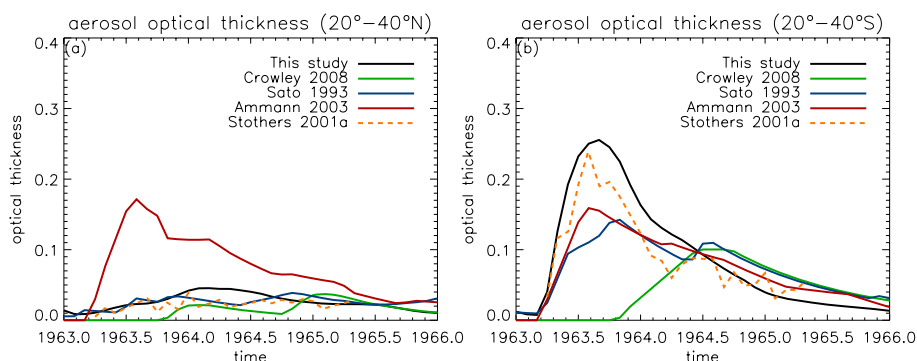 aerosol optical thickness (20°–40°N)
(a)
This study
Crowley 2008
Sato 1993
Ammann 2003
Stothers 2001a
0.4
0.3
0.2
0.1
0.0
optical thickness
1963.0 1963.5 1964.0 1964.5 1965.0 1965.5 1966.0
time
aerosol optical thickness (20°–40°S)
(b)
This study
Crowley 2008
Sato 1993
Ammann 2003
Stothers 2001a
0.4
0.3
0.2
0.1
0.0
optical thickness
1963.0 1963.5 1964.0 1964.5 1965.0 1965.5 1966.0
time